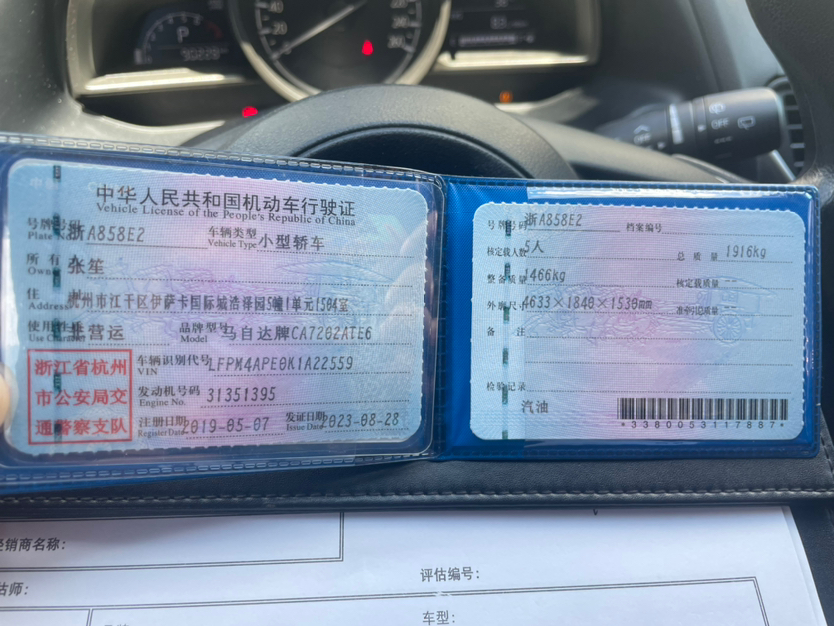 P
中华人民共和国机动车行驶证
Vehicle License of the People's Republic of China
号牌号码 浙A858E2 车辆类型 小型轿车
Plate No. Vehicle Type
所有人 张笙
Owner
住址 杭州市江干区伊萨卡国际城浩译园5幢1单元1504室
Address
使用性质 非营运 品牌型号 马自达牌CA7202ATE6
Use Character Model
浙江省杭州
市公安局交
通警察支队
车辆识别代号 LFPM4APE0K1A22559
VIN
发动机号码 31351395
Engine No.
注册日期 2019-05-07 发证日期 2023-08-28
Register Date Issue Date
号牌号码 浙A858E2 档案编号
核定载人数 5人 总质量 1916kg
整备质量 1466kg 核定载质量 --
外廓尺寸 4633×1840×1530mm 准牵引总质量 --
备注
检验记录
汽油
*3380053117887*
OFF
经销商名称:
估师:
评估编号:
车型: